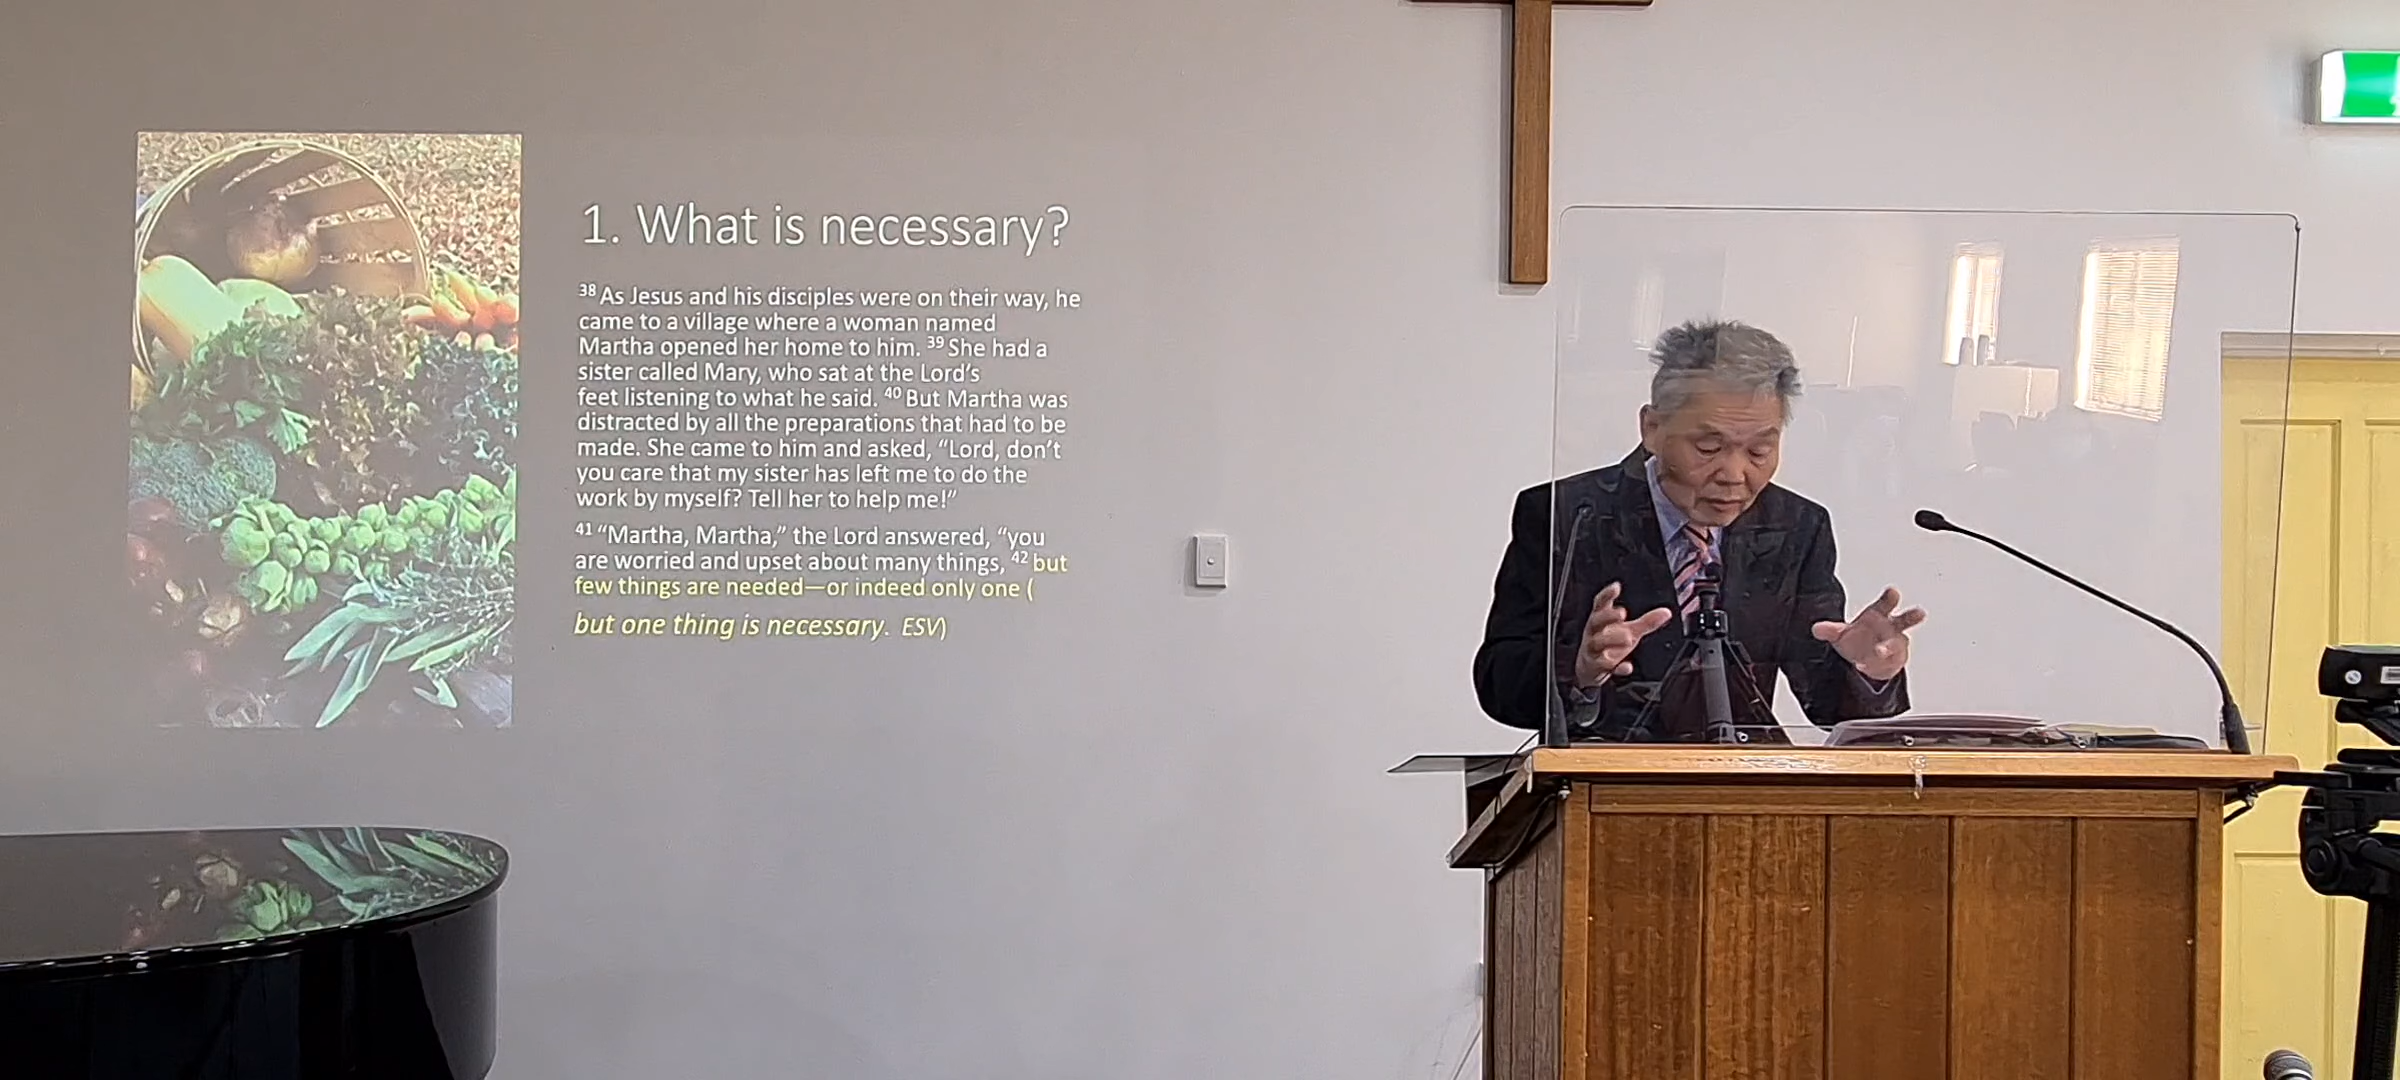 1. What is necessary?
38 As Jesus and his disciples were on their way, he
came to a village where a woman named
Martha opened her home to him. 39 She had a
sister called Mary, who sat at the Lord's
feet listening to what he said. 40 But Martha was
distracted by all the preparations that had to be
made. She came to him and asked, “Lord, don't
you care that my sister has left me to do the
work by myself? Tell her to help me!”
41 “Martha, Martha,” the Lord answered, “you
are worried and upset about many things, 42 but
few things are needed—or indeed only one (
but one thing is necessary. ESV)